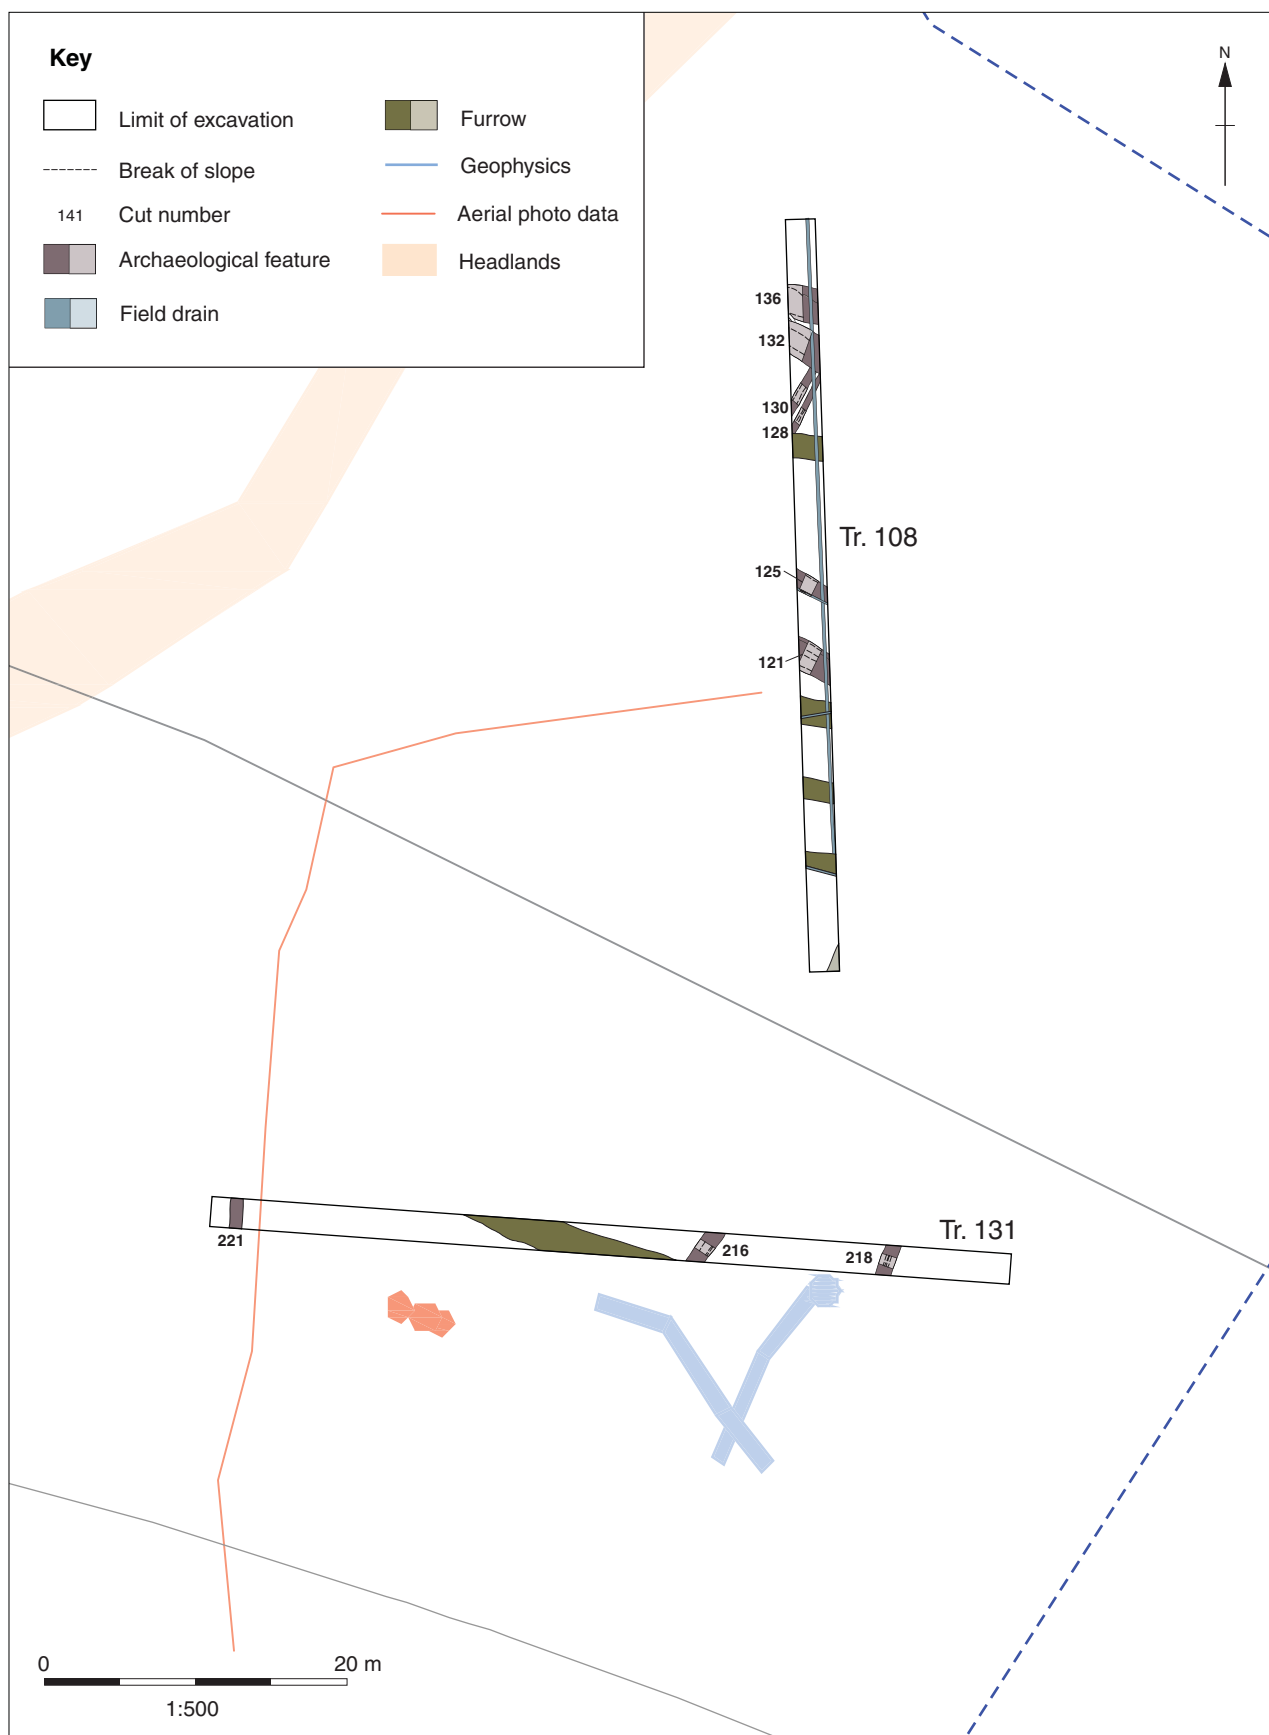 Key
Limit of excavation
Break of slope
141 Cut number
Archaeological feature
Field drain
Furrow
Geophysics
Aerial photo data
Headlands
N
136
132
130
128
Tr. 108
125
121
Tr. 131
221
216
218
0 20 m
1:500